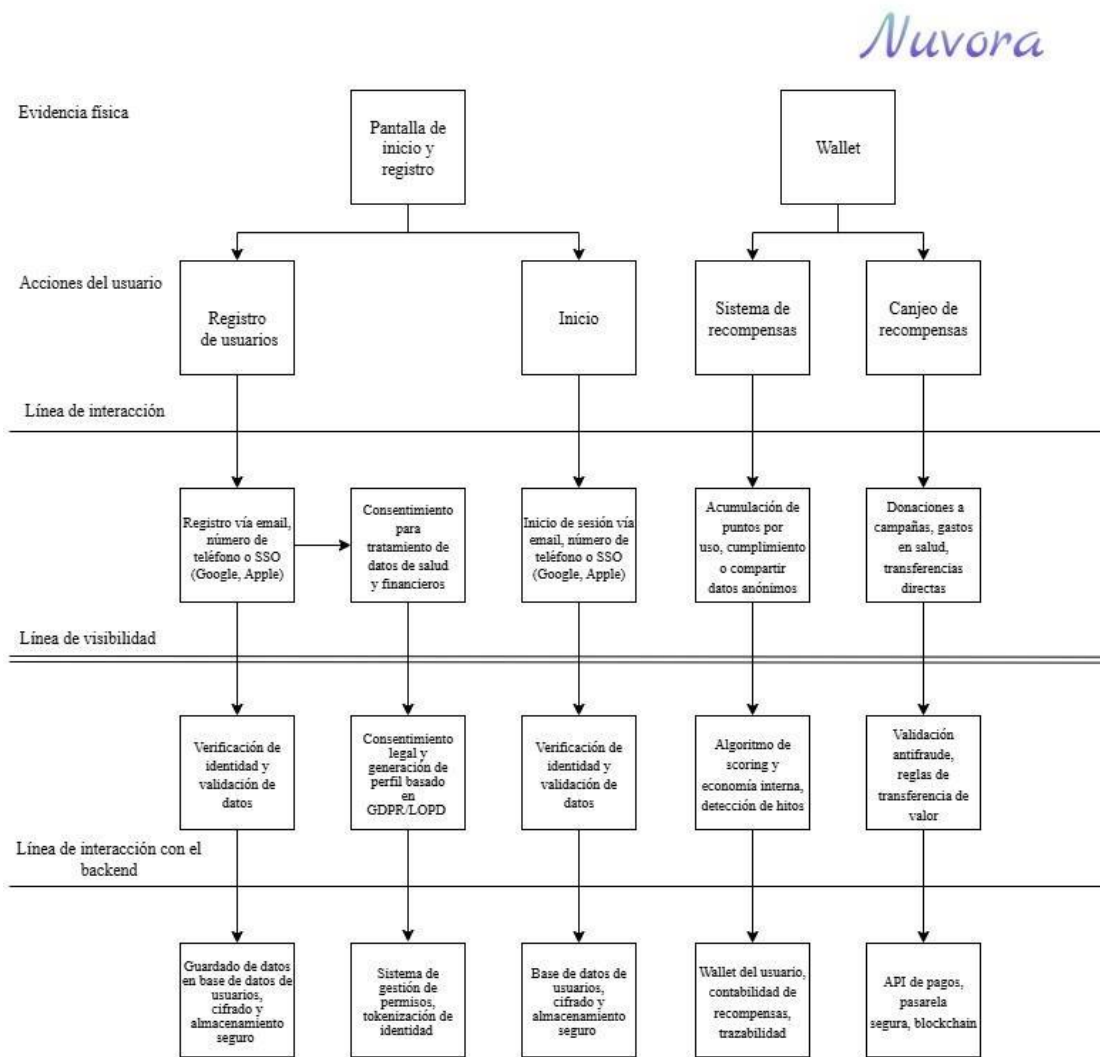 Nuvora
Evidencia física
Pantalla de
inicio y
registro
Wallet
Acciones del usuario
Registro
de usuarios
Inicio
Sistema de
recompensas
Canjeo de
recompensas
Línea de interacción
Registro vía email,
número de
teléfono o SSO
(Google, Apple)
Consentimiento
para
tratamiento de
datos de salud
y financieros
Inicio de sesión vía
email, número de
teléfono o SSO
(Google, Apple)
Acumulación de
puntos por
uso, cumplimiento
o compartir
datos anónimos
Donaciones a
campañas, gastos
en salud,
transferencias
directas
Línea de visibilidad
Verificación de
identidad y
validación de
datos
Consentimiento
legal y
generación de
perfil basado
en
GDPR/LOPD
Verificación de
identidad y
validación de
datos
Algoritmo de
scoring y
economía interna,
detección de hitos
Validación
antifraude,
reglas de
transferencia de
valor
Línea de interacción con el
backend
Guardado de datos
en base de datos de
usuarios,
cifrado y
almacenamiento
seguro
Sistema de
gestión de
permisos,
tokenización de
identidad
Base de datos de
usuarios,
cifrado y
almacenamiento
seguro
Wallet del usuario,
contabilidad de
recompensas,
trazabilidad
API de pagos,
pasarela
segura, blockchain